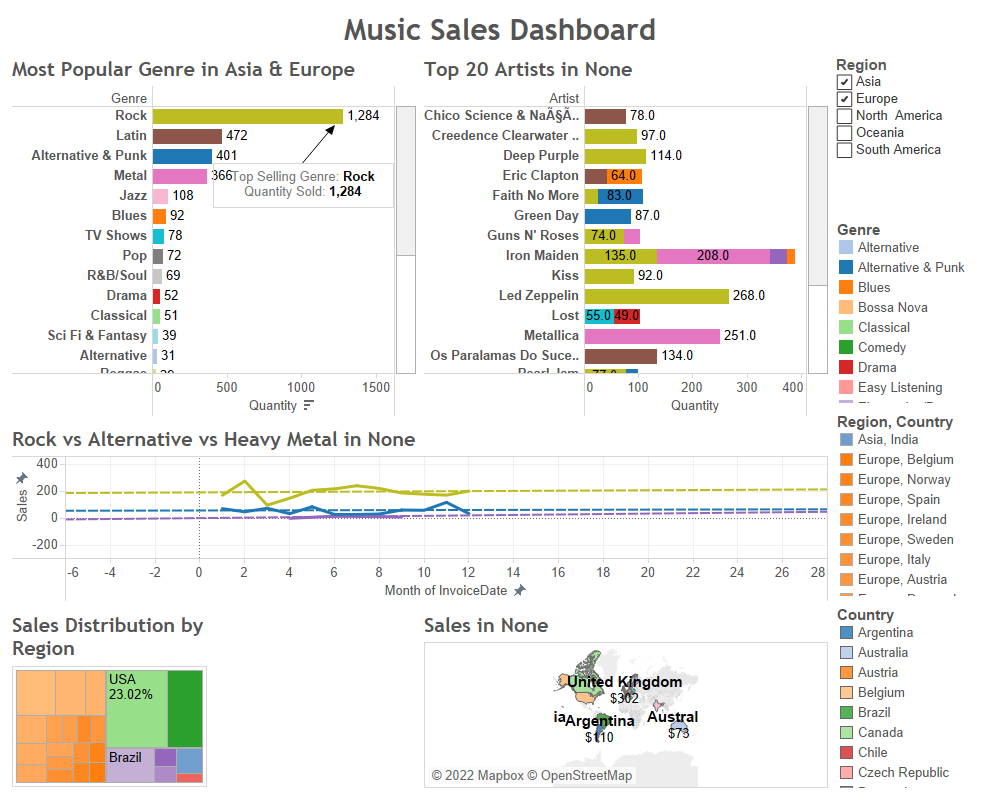 Music Sales Dashboard
Most Popular Genre in Asia & Europe
Genre
Rock 1,284
Latin 472
Alternative & Punk 401
Metal 366
Jazz 108
Blues 92
TV Shows 78
Pop 72
R&B/Soul 69
Drama 52
Classical 51
Sci Fi & Fantasy 39
Alternative 31
Reggae
0 500 1000 1500
Quantity
Top Selling Genre: Rock
Quantity Sold: 1,284
Top 20 Artists in None
Artist
Chico Science & NaÃ§Ã.. 78.0
Creedence Clearwater .. 97.0
Deep Purple 114.0
Eric Clapton 64.0
Faith No More 83.0
Green Day 87.0
Guns N' Roses 74.0
Iron Maiden 135.0 208.0
Kiss 92.0
Led Zeppelin 268.0
Lost 55.0 49.0
Metallica 251.0
Os Paralamas Do Suce.. 134.0
Pearl Jam 77.0
0 100 200 300 400
Quantity
Region
Asia
Europe
North America
Oceania
South America
Genre
Alternative
Alternative & Punk
Blues
Bossa Nova
Classical
Comedy
Drama
Easy Listening
Rock vs Alternative vs Heavy Metal in None
400
200
0
-200
Sales
-6 -4 -2 0 2 4 6 8 10 12 14 16 18 20 22 24 26 28
Month of InvoiceDate
Region, Country
Asia, India
Europe, Belgium
Europe, Norway
Europe, Spain
Europe, Ireland
Europe, Sweden
Europe, Italy
Europe, Austria
Sales Distribution by
Region
USA
23.02%
Brazil
Sales in None
United Kingdom
$302
ia
Argentina
$110
Austral
$73
© 2022 Mapbox © OpenStreetMap
Country
Argentina
Australia
Austria
Belgium
Brazil
Canada
Chile
Czech Republic